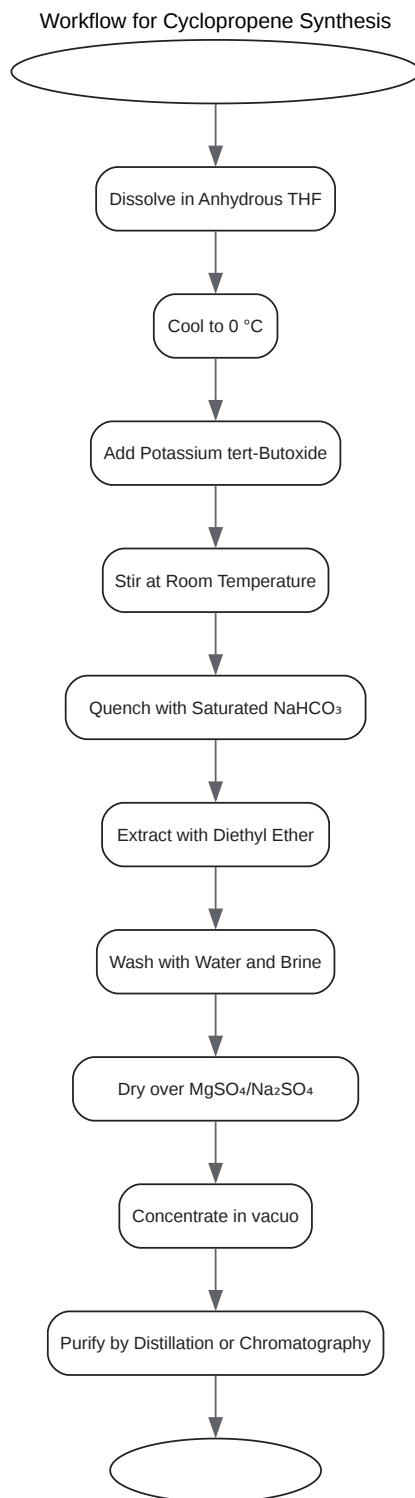 Workflow for Cyclopropene Synthesis
Dissolve in Anhydrous THF
Cool to 0 °C
Add Potassium tert-Butoxide
Stir at Room Temperature
Quench with Saturated NaHCO₃
Extract with Diethyl Ether
Wash with Water and Brine
Dry over MgSO₄/Na₂SO₄
Concentrate in vacuo
Purify by Distillation or Chromatography